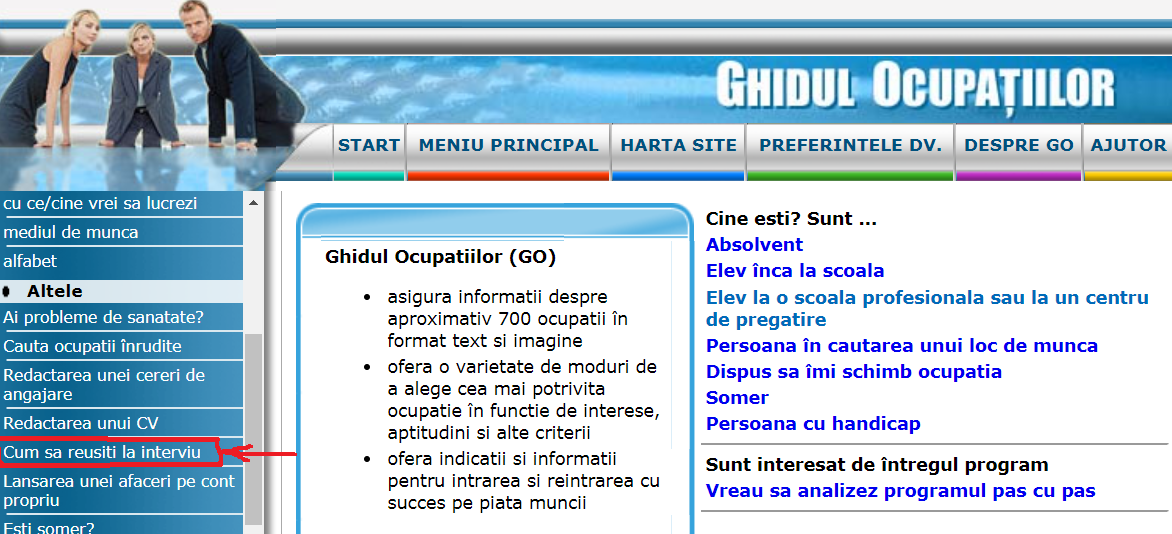 GHIDUL OCUPAȚIILOR
START
MENIU PRINCIPAL
HARTA SITE
PREFERINTELE DV.
DESPRE GO
AJUTOR
cu ce/cine vrei sa lucrezi
mediul de munca
alfabet
Altele
Ai probleme de sanatate?
Cauta ocupatii înrudite
Redactarea unei cereri de
angajare
Redactarea unui CV
Cum sa reusiti la interviu
Lansarea unei afaceri pe cont
propriu
Esti somer?
Ghidul Ocupatiilor (GO)
• asigura informatii despre
aproximativ 700 ocupatii în
format text si imagine
• ofera o varietate de moduri de
a alege cea mai potrivita
ocupatie în functie de interese,
aptitudini si alte criterii
• ofera indicatii si informatii
pentru intrarea si reintrarea cu
succes pe piata muncii
Cine esti? Sunt ...
Absolvent
Elev înca la scoala
Elev la o scoala profesionala sau la un centru
de pregatire
Persoana în cautarea unui loc de munca
Dispus sa îmi schimb ocupatia
Somer
Persoana cu handicap
Sunt interesat de întregul program
Vreau sa analizez programul pas cu pas